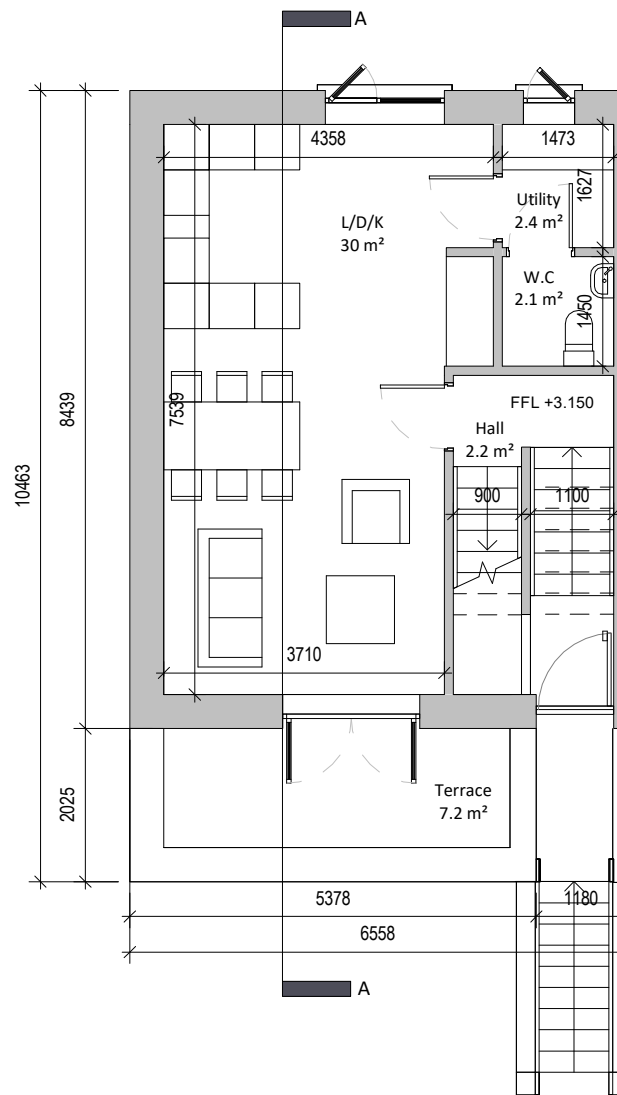 A
4358
1473
1627
L/D/K
30 m²
Utility
2.4 m²
W.C
2.1 m²
1450
8439
7539
10463
FFL +3.150
Hall
2.2 m²
900
1100
3710
2025
Terrace
7.2 m²
5378
1180
6558
A